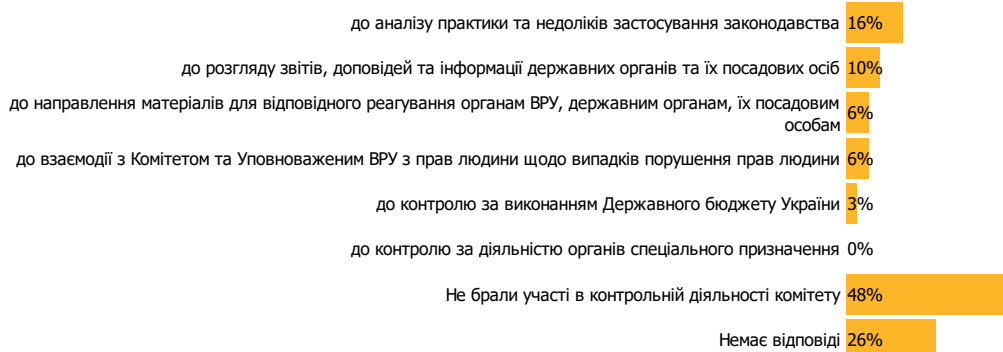 до аналізу практики та недоліків застосування законодавства 16%
до розгляду звітів, доповідей та інформації державних органів та їх посадових осіб 10%
до направлення матеріалів для відповідного реагування органам ВРУ, державним органам, їх посадовим
особам 6%
до взаємодії з Комітетом та Уповноваженим ВРУ з прав людини щодо випадків порушення прав людини 6%
до контролю за виконанням Державного бюджету України 3%
до контролю за діяльністю органів спеціального призначення 0%
Не брали участі в контрольній діяльності комітету 48%
Немає відповіді 26%